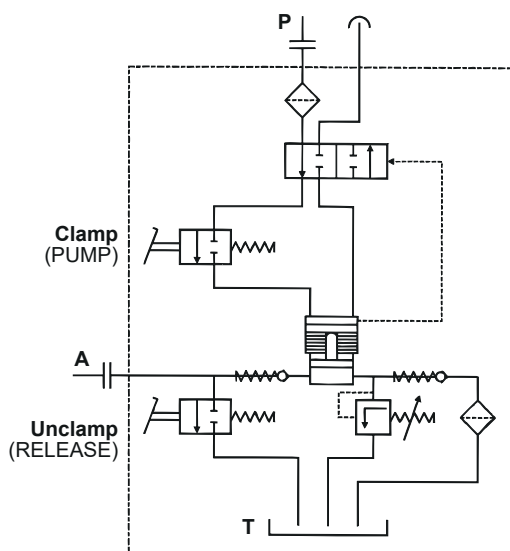 P
Clamp
(PUMP)
A
Unclamp
(RELEASE)
T